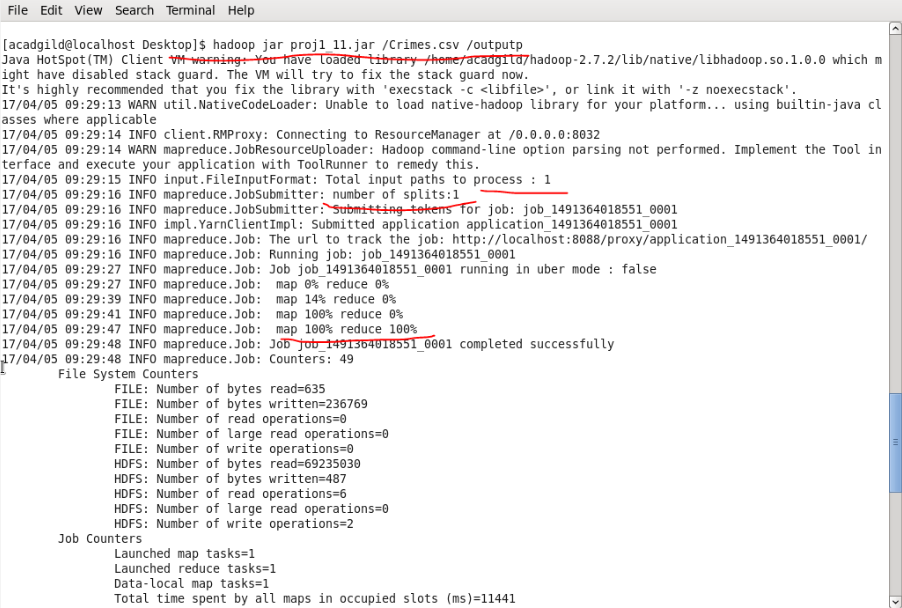 File Edit View Search Terminal Help
[acadgild@localhost Desktop]$ hadoop jar proj1_11.jar /Crimes.csv /outputp
Java HotSpot(TM) Client VM warning: You have loaded library /home/acadgild/hadoop-2.7.2/lib/native/libhadoop.so.1.0.0 which m
ight have disabled stack guard. The VM will try to fix the stack guard now.
It's highly recommended that you fix the library with 'execstack -c <libfile>', or link it with '-z noexecstack'.
17/04/05 09:29:13 WARN util.NativeCodeLoader: Unable to load native-hadoop library for your platform... using builtin-java cl
asses where applicable
17/04/05 09:29:14 INFO client.RMProxy: Connecting to ResourceManager at /0.0.0.0:8032
17/04/05 09:29:14 WARN mapreduce.JobResourceUploader: Hadoop command-line option parsing not performed. Implement the Tool in
terface and execute your application with ToolRunner to remedy this.
17/04/05 09:29:15 INFO input.FileInputFormat: Total input paths to process : 1
17/04/05 09:29:16 INFO mapreduce.JobSubmitter: number of splits:1
17/04/05 09:29:16 INFO mapreduce.JobSubmitter: Submitting tokens for job: job_1491364018551_0001
17/04/05 09:29:16 INFO impl.YarnClientImpl: Submitted application application_1491364018551_0001
17/04/05 09:29:16 INFO mapreduce.Job: The url to track the job: http://localhost:8088/proxy/application_1491364018551_0001/
17/04/05 09:29:16 INFO mapreduce.Job: Running job: job_1491364018551_0001
17/04/05 09:29:27 INFO mapreduce.Job: Job job_1491364018551_0001 running in uber mode : false
17/04/05 09:29:27 INFO mapreduce.Job:  map 0% reduce 0%
17/04/05 09:29:39 INFO mapreduce.Job:  map 14% reduce 0%
17/04/05 09:29:41 INFO mapreduce.Job:  map 100% reduce 0%
17/04/05 09:29:47 INFO mapreduce.Job:  map 100% reduce 100%
17/04/05 09:29:48 INFO mapreduce.Job: Job job_1491364018551_0001 completed successfully
17/04/05 09:29:48 INFO mapreduce.Job: Counters: 49
File System Counters
FILE: Number of bytes read=635
FILE: Number of bytes written=236769
FILE: Number of read operations=0
FILE: Number of large read operations=0
FILE: Number of write operations=0
HDFS: Number of bytes read=69235030
HDFS: Number of bytes written=487
HDFS: Number of read operations=6
HDFS: Number of large read operations=0
HDFS: Number of write operations=2
Job Counters
Launched map tasks=1
Launched reduce tasks=1
Data-local map tasks=1
Total time spent by all maps in occupied slots (ms)=11441